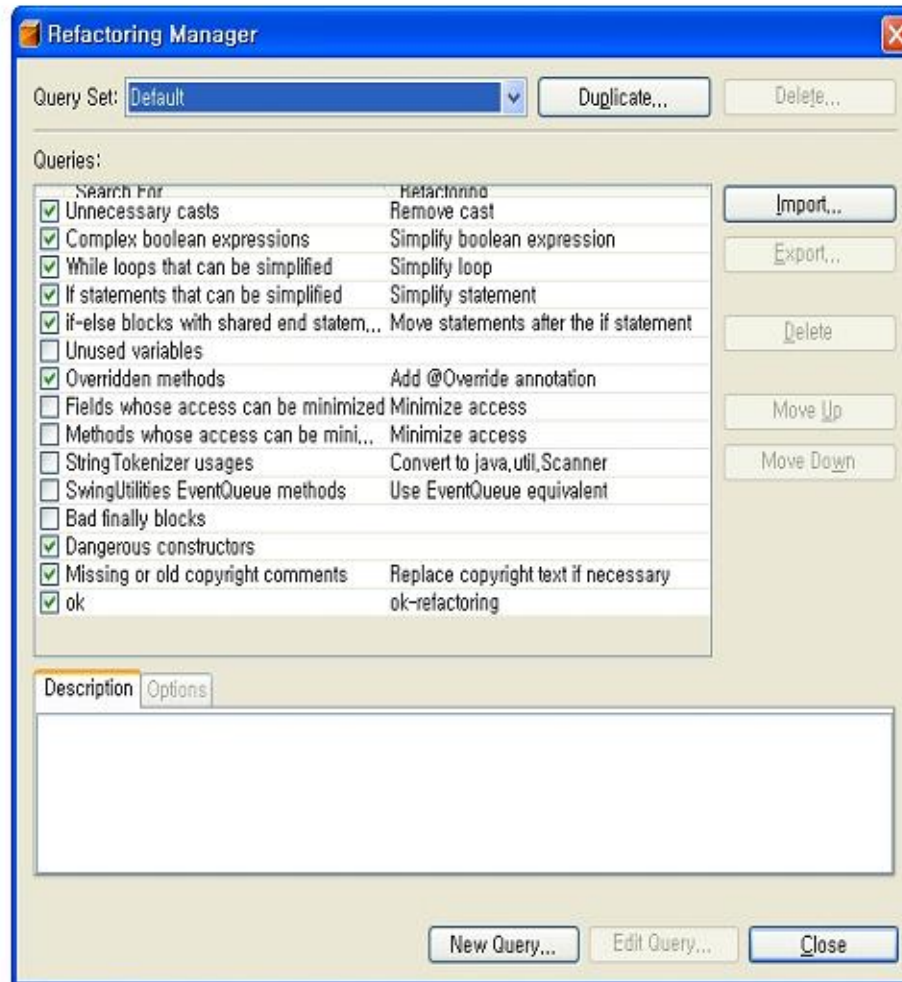 Refactoring Manager
Query Set: Default Duplicate... Delete...
Queries:
Search For Refactoring
Unnecessary casts Remove cast
Complex boolean expressions Simplify boolean expression
While loops that can be simplified Simplify loop
If statements that can be simplified Simplify statement
if-else blocks with shared end statem... Move statements after the if statement
Unused variables
Overridden methods Add @Override annotation
Fields whose access can be minimized Minimize access
Methods whose access can be mini... Minimize access
StringTokenizer usages Convert to java.util.Scanner
SwingUtilities EventQueue methods Use EventQueue equivalent
Bad finally blocks
Dangerous constructors
Missing or old copyright comments Replace copyright text if necessary
ok ok-refactoring
Import...
Export...
Delete
Move Up
Move Down
Description Options
New Query... Edit Query... Close